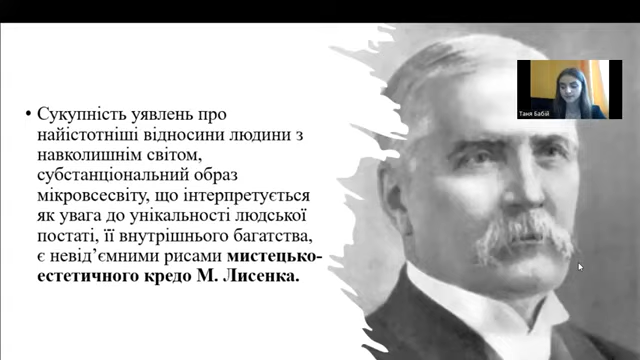 • Сукупність уявлень про
найістотніші відносини людини з
навколишнім світом,
субстанціональний образ
мікровсесвіту, що інтерпретується
як увага до унікальності людської
постаті, її внутрішнього багатства,
є невід’ємними рисами мистецько-
естетичного кредо М. Лисенка.
Таня Бабій